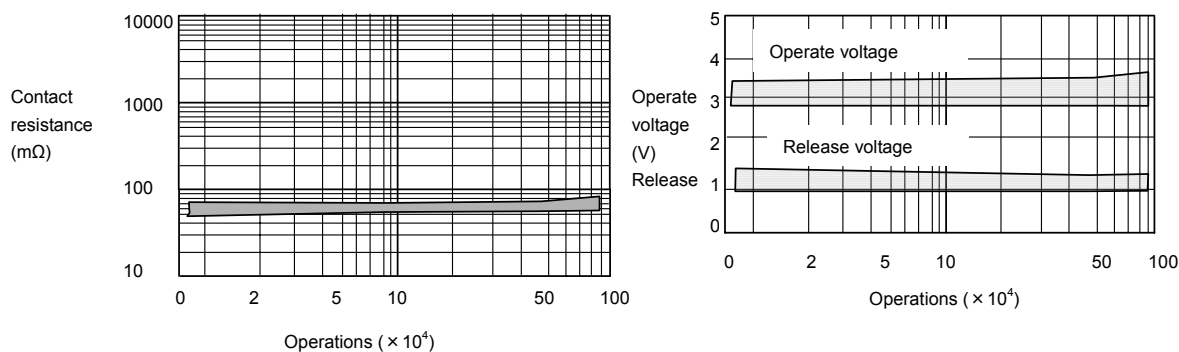 10000
1000
100
10
Contact
resistance
(mΩ)
0 2 5 10 50 100
Operations ( × 10⁴)
5
4
3
2
1
0
Operate
voltage
(V)
Release
Operate voltage
Release voltage
0 2 5 10 50 100
Operations ( × 10⁴)